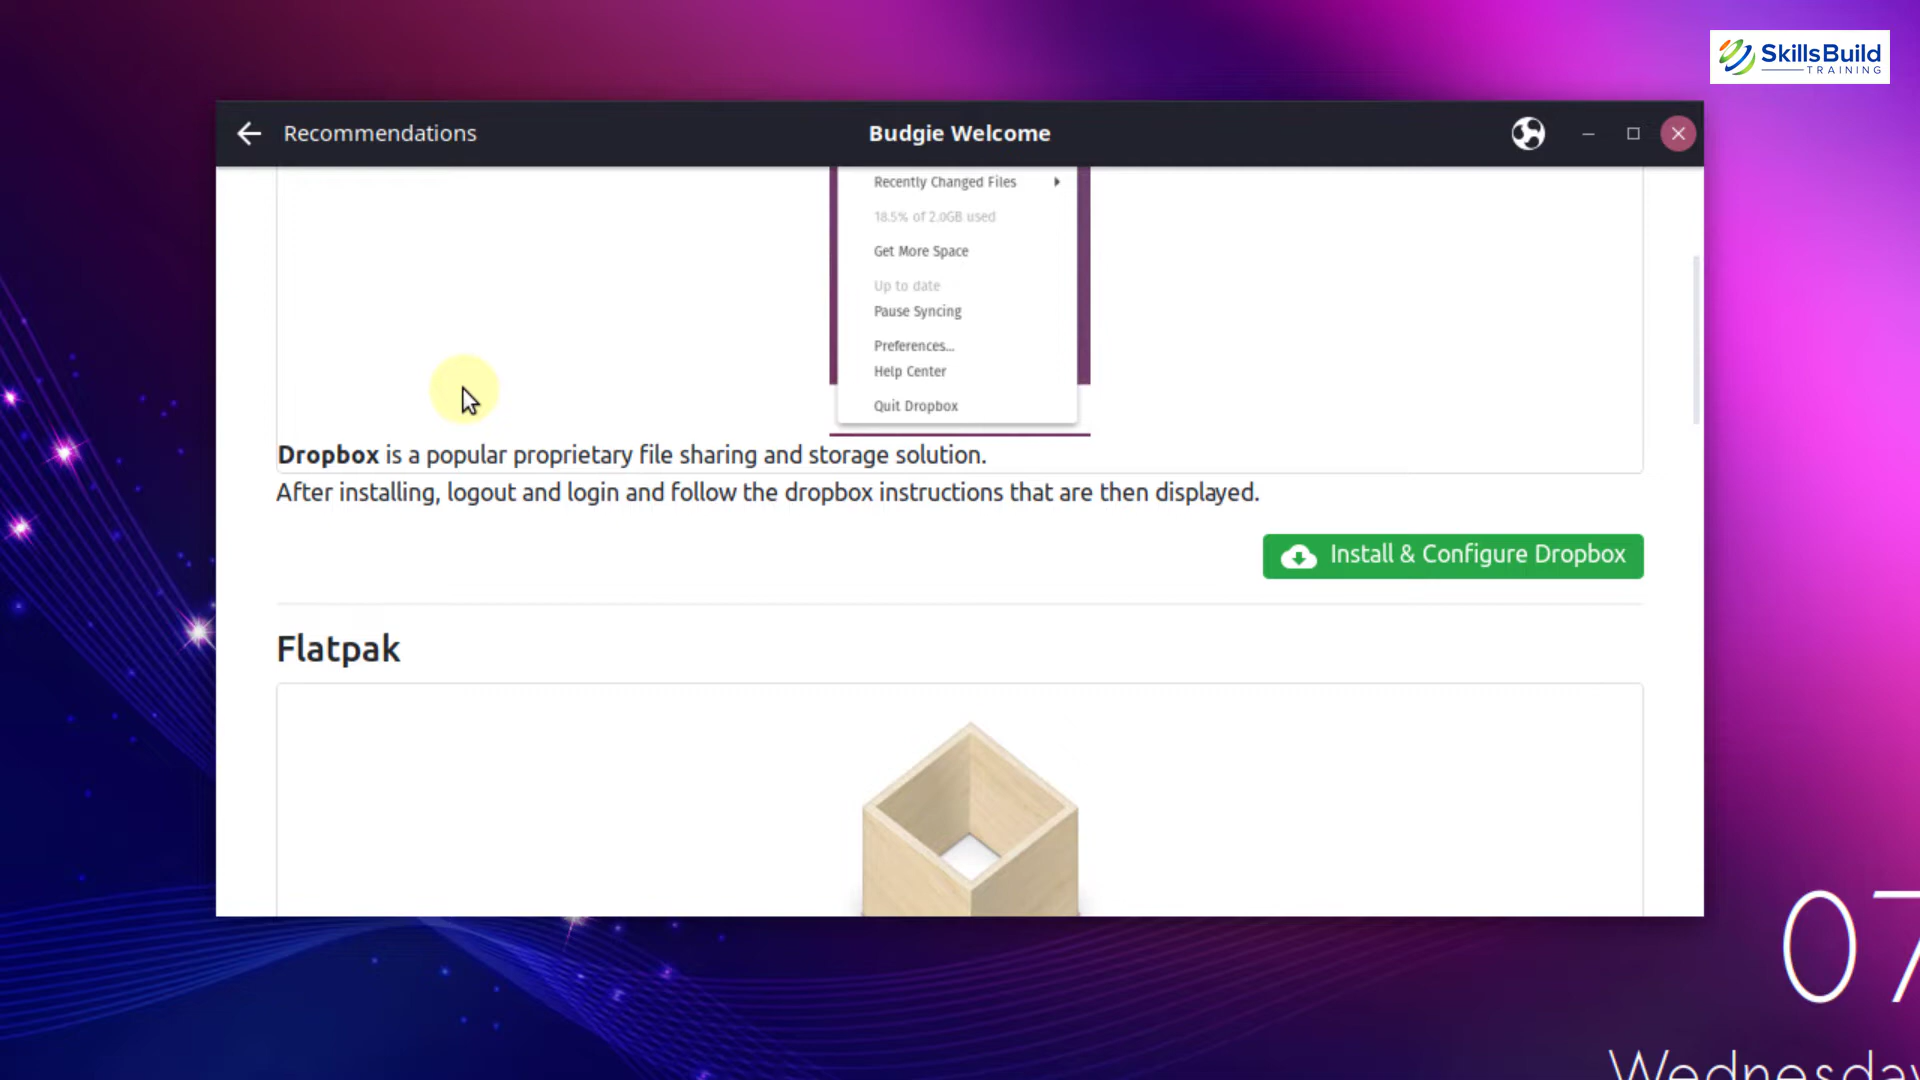 SkillsBuild
TRAINING
Recommendations
Budgie Welcome
Recently Changed Files
18.5% of 2.0GB used
Get More Space
Up to date
Pause Syncing
Preferences...
Help Center
Quit Dropbox
Dropbox is a popular proprietary file sharing and storage solution.
After installing, logout and login and follow the dropbox instructions that are then displayed.
Install & Configure Dropbox
Flatpak
07
Wednesday